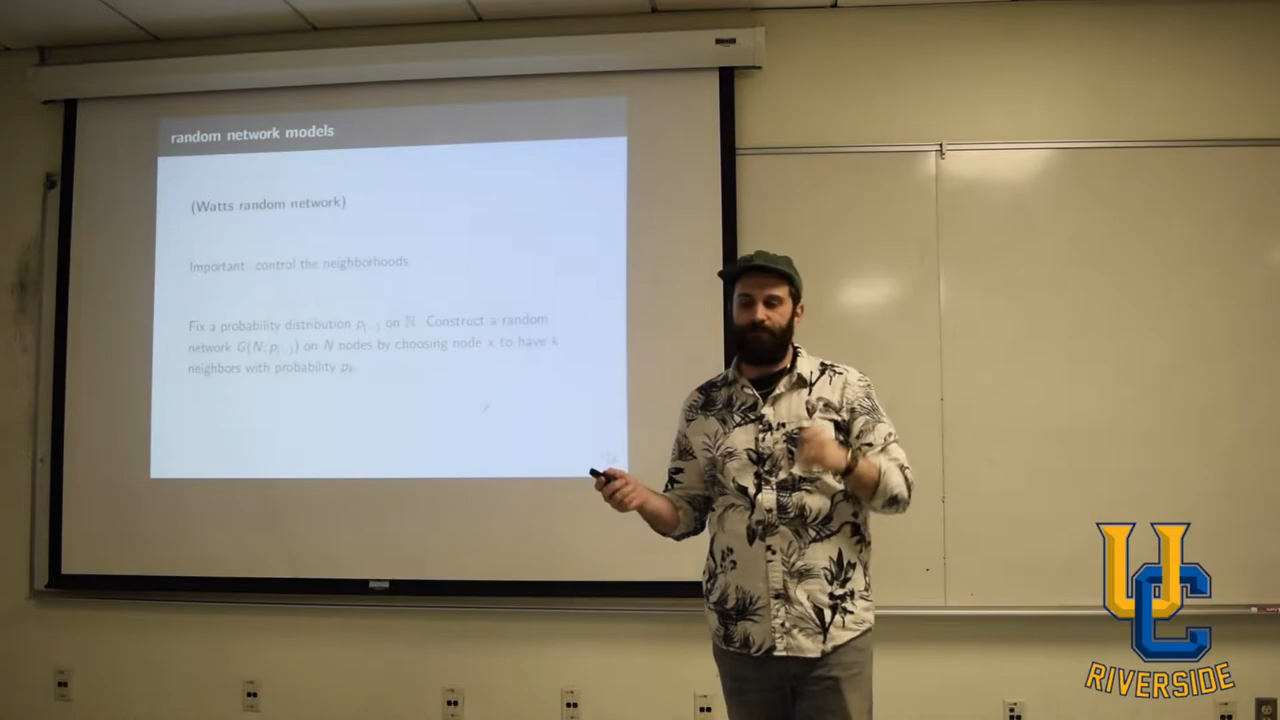 random network models
(Watts random network)
Important: control the neighborhoods
Fix a probability distribution p(·) on ℕ. Construct a random
network G(N, p(·)) on N nodes by choosing node x to have k
neighbors with probability pₖ.
UC
RIVERSIDE